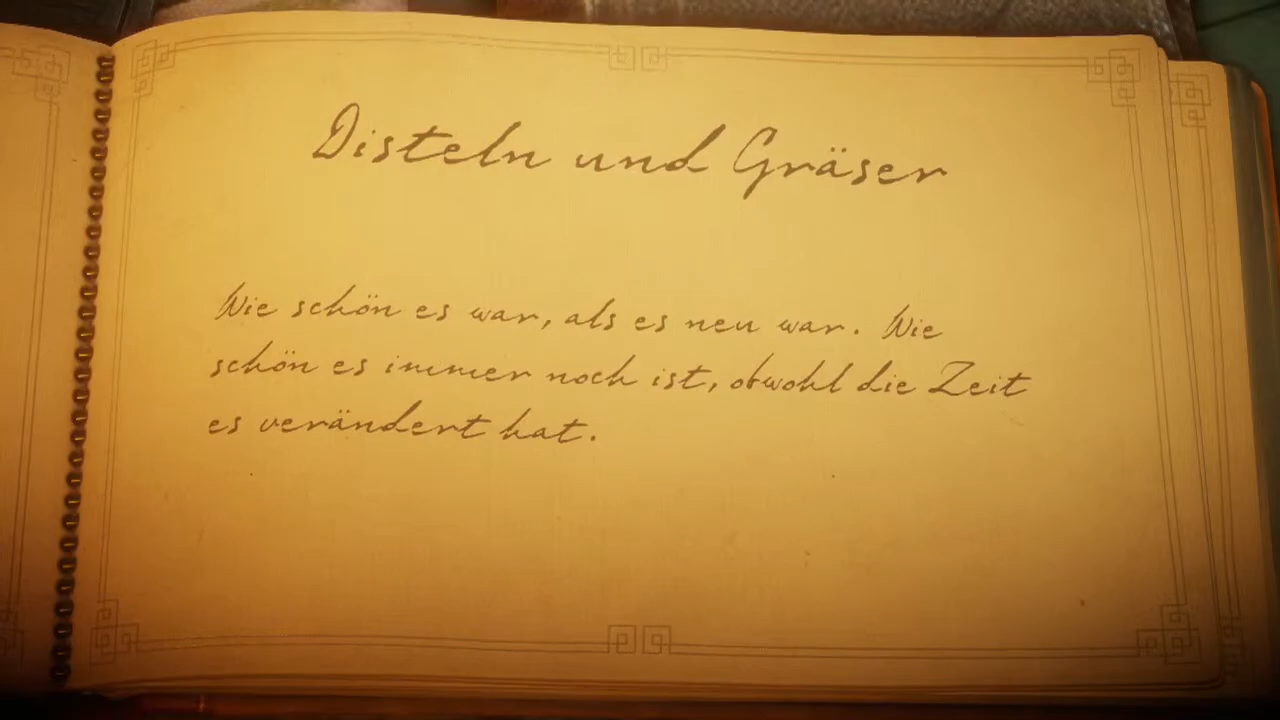 Disteln und Gräser
Wie schön es war, als es neu war. Wie
schön es immer noch ist, obwohl die Zeit
es verändert hat.